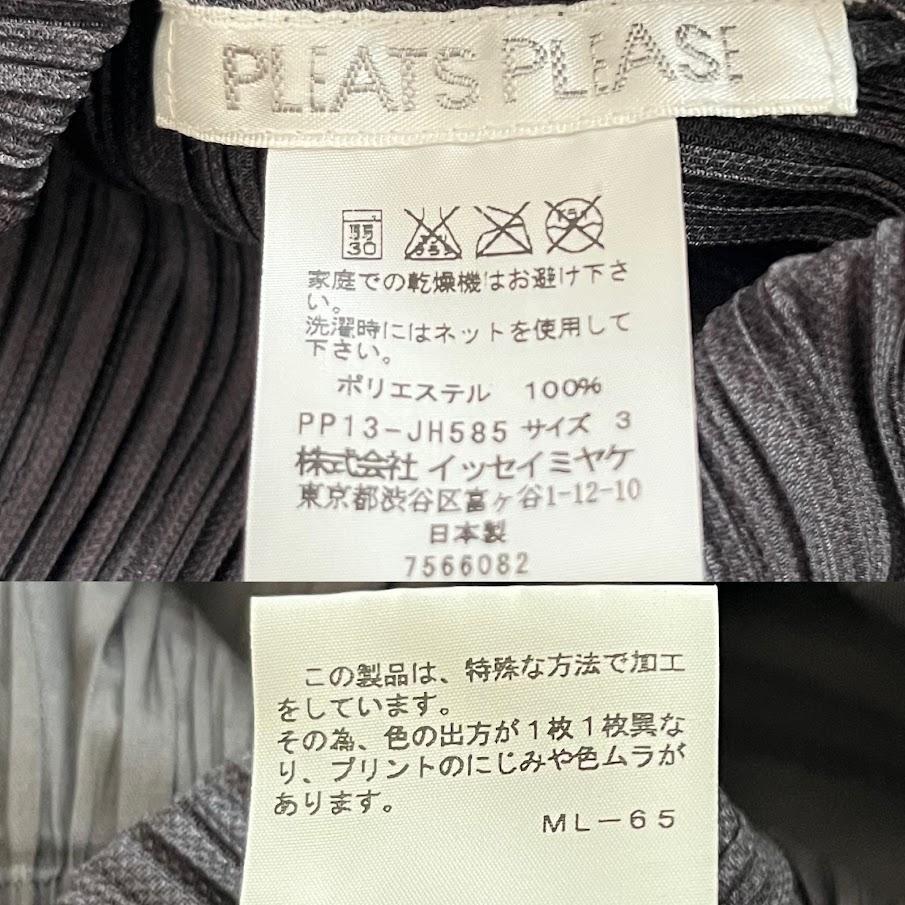 PLEATS PLEASE
弱
30
家庭での乾燥機はお避け下さ
い。
洗濯時にはネットを使用して
下さい。
ポリエステル 100%
PP13-JH585 サイズ 3
株式会社 イッセイミヤケ
東京都渋谷区富ヶ谷1-12-10
日本製
7566082
この製品は、特殊な方法で加工
をしています。
その為、色の出方が1枚1枚異な
り、プリントのにじみや色ムラが
あります。
ML-65